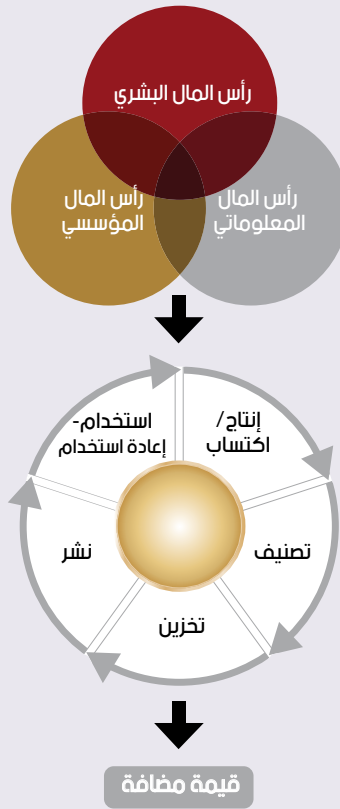 رأس المال البشري
رأس المال
المعلوماتي
رأس المال
المؤسسي
إنتاج/
اكتساب
تصنيف
تخزين
نشر
استخدام-
إعادة استخدام
قيمة مضافة